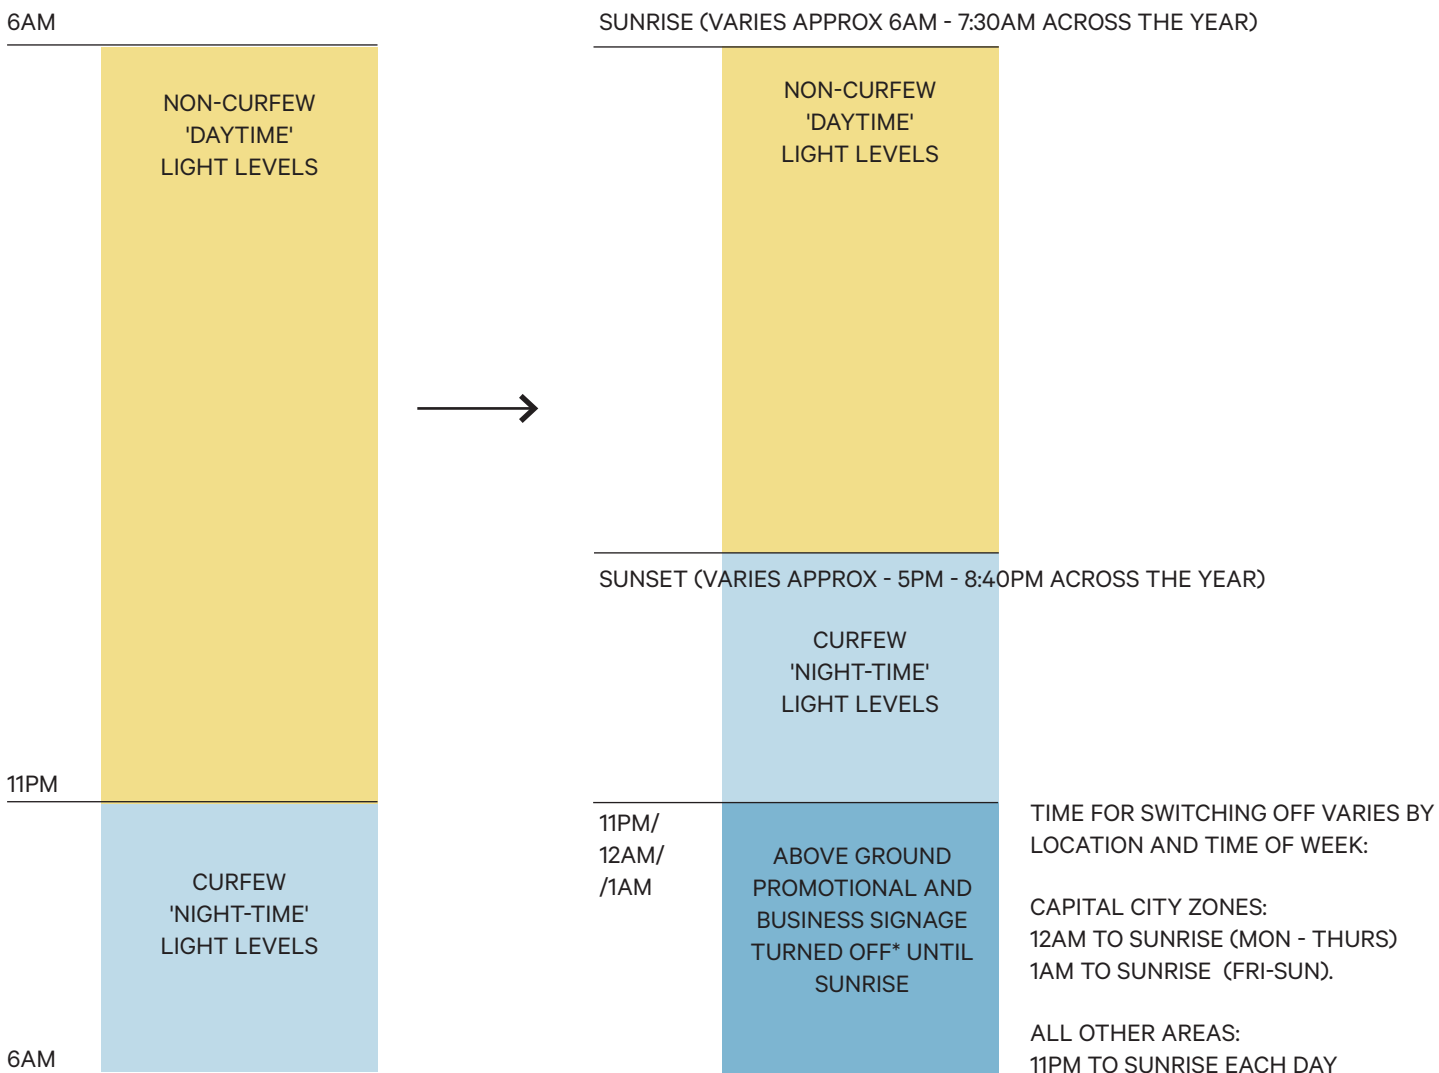 6AM
NON-CURFEW
'DAYTIME'
LIGHT LEVELS
11PM
CURFEW
'NIGHT-TIME'
LIGHT LEVELS
6AM
SUNRISE (VARIES APPROX 6AM - 7:30AM ACROSS THE YEAR)
NON-CURFEW
'DAYTIME'
LIGHT LEVELS
SUNSET (VARIES APPROX - 5PM - 8:40PM ACROSS THE YEAR)
CURFEW
'NIGHT-TIME'
LIGHT LEVELS
11PM/
12AM/
/1AM
ABOVE GROUND
PROMOTIONAL AND
BUSINESS SIGNAGE
TURNED OFF* UNTIL
SUNRISE
TIME FOR SWITCHING OFF VARIES BY
LOCATION AND TIME OF WEEK:
CAPITAL CITY ZONES:
12AM TO SUNRISE (MON - THURS)
1AM TO SUNRISE (FRI-SUN).
ALL OTHER AREAS:
11PM TO SUNRISE EACH DAY